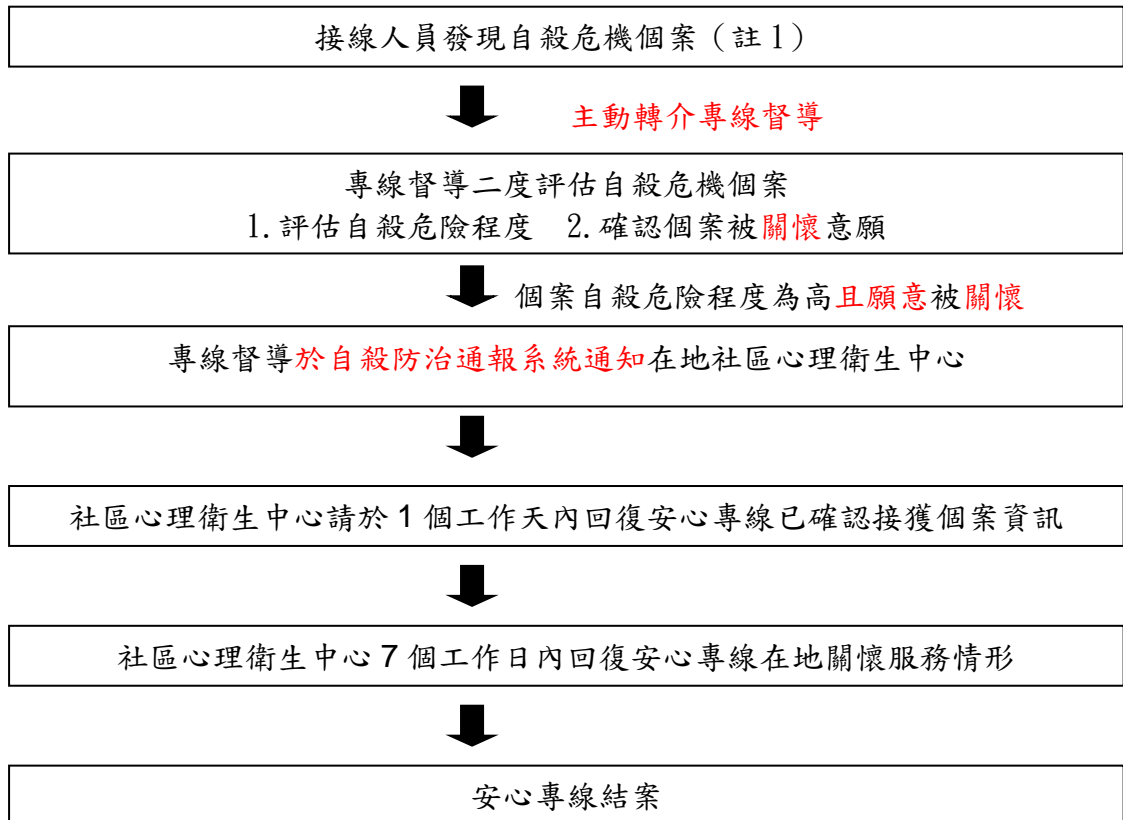 接線人員發現自殺危機個案（註1）
主動轉介專線督導
專線督導二度評估自殺危機個案
1.評估自殺危險程度　2.確認個案被關懷意願
個案自殺危險程度為高且願意被關懷
專線督導於自殺防治通報系統通知在地社區心理衛生中心
社區心理衛生中心請於 1 個工作天內回復安心專線已確認接獲個案資訊
社區心理衛生中心 7 個工作日內回復安心專線在地關懷服務情形
安心專線結案